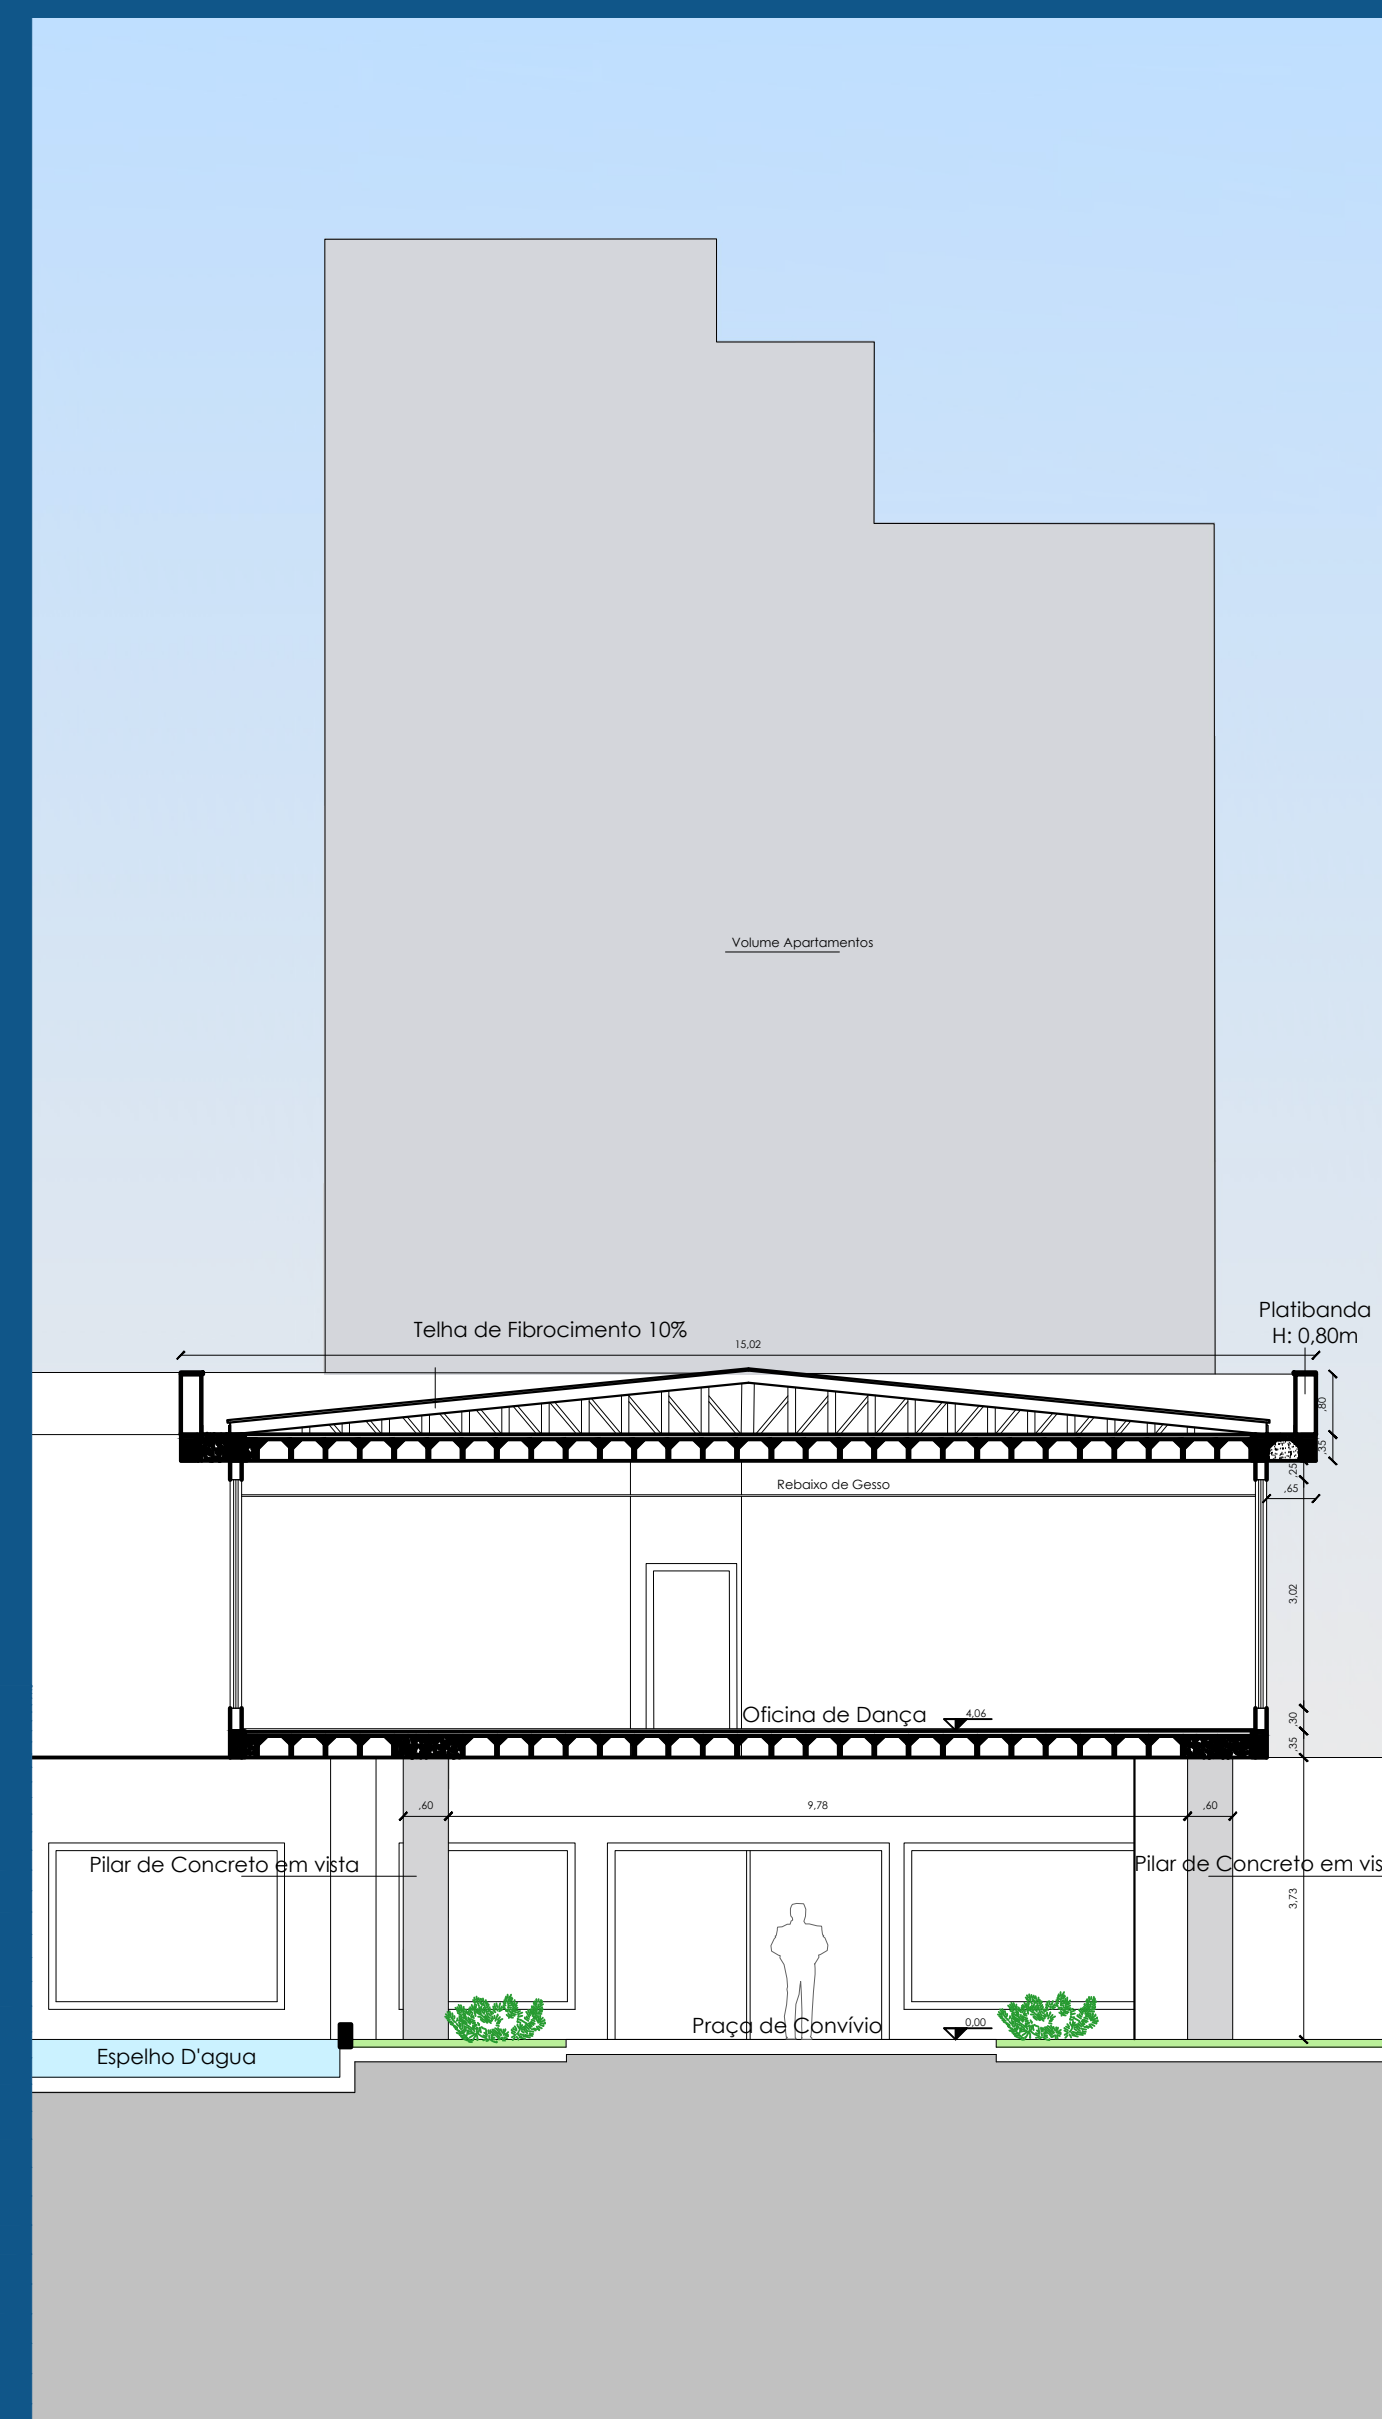 Volume Apartamentos
Platibanda
H: 0,80m
Telha de Fibrocimento 10%
15,02
,80
,35
,25
Rebaixo de Gesso
,65
3,02
Oficina de Dança
4,06
,30
,35
,60
9,78
,60
Pilar de Concreto em vista
Pilar de Concreto em vis
3,73
Praça de Convívio
0,00
Espelho D'agua